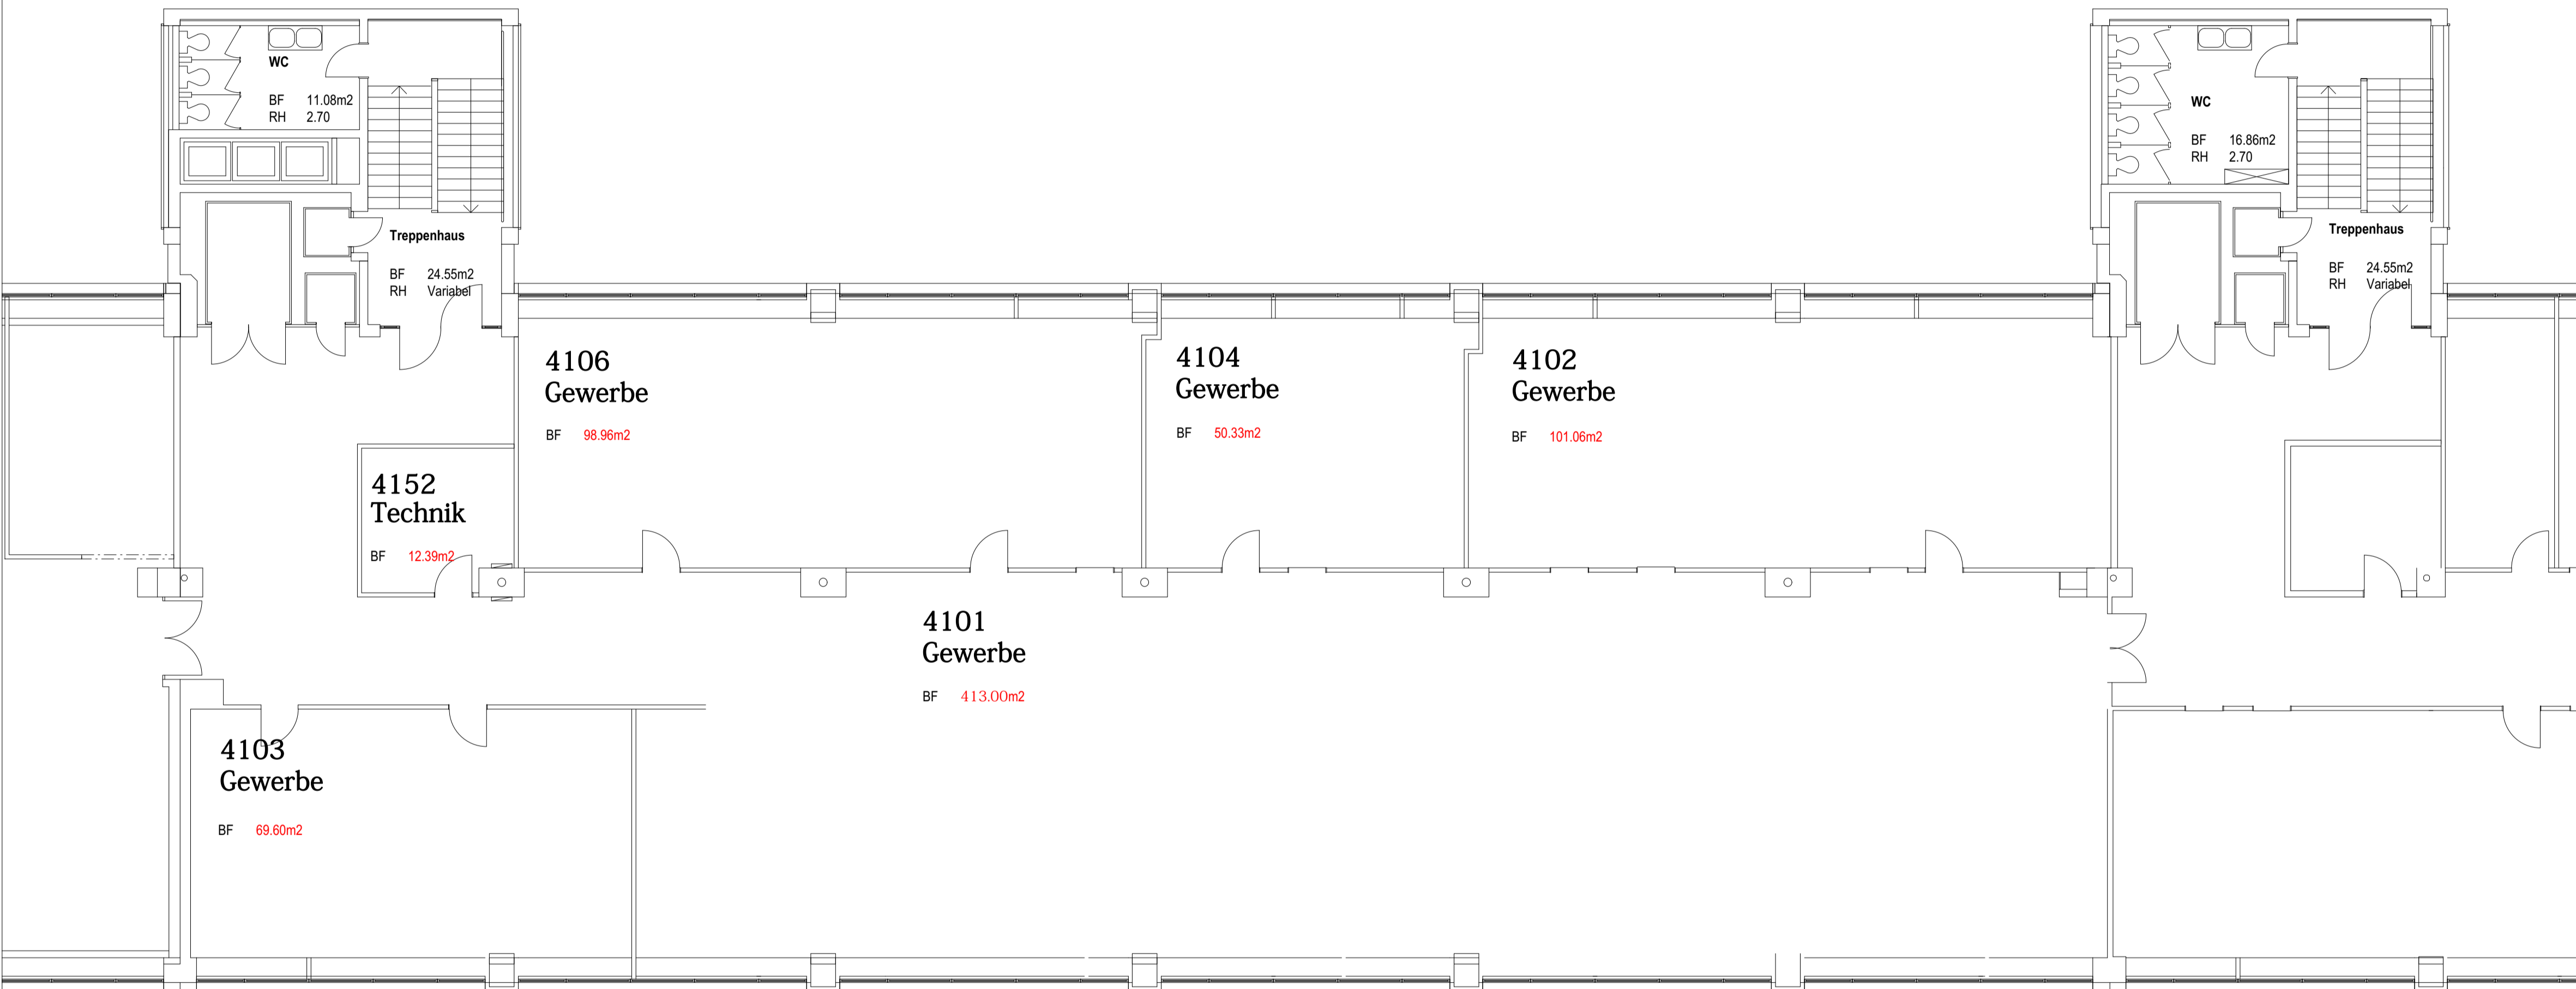 WC
BF 11.08m2
RH 2.70
Treppenhaus
BF 24.55m2
RH Variabel
WC
BF 16.86m2
RH 2.70
Treppenhaus
BF 24.55m2
RH Variabel
4106
Gewerbe
BF 98.96m2
4104
Gewerbe
BF 50.33m2
4102
Gewerbe
BF 101.06m2
4152
Technik
BF 12.39m2
4101
Gewerbe
BF 413.00m2
4103
Gewerbe
BF 69.60m2